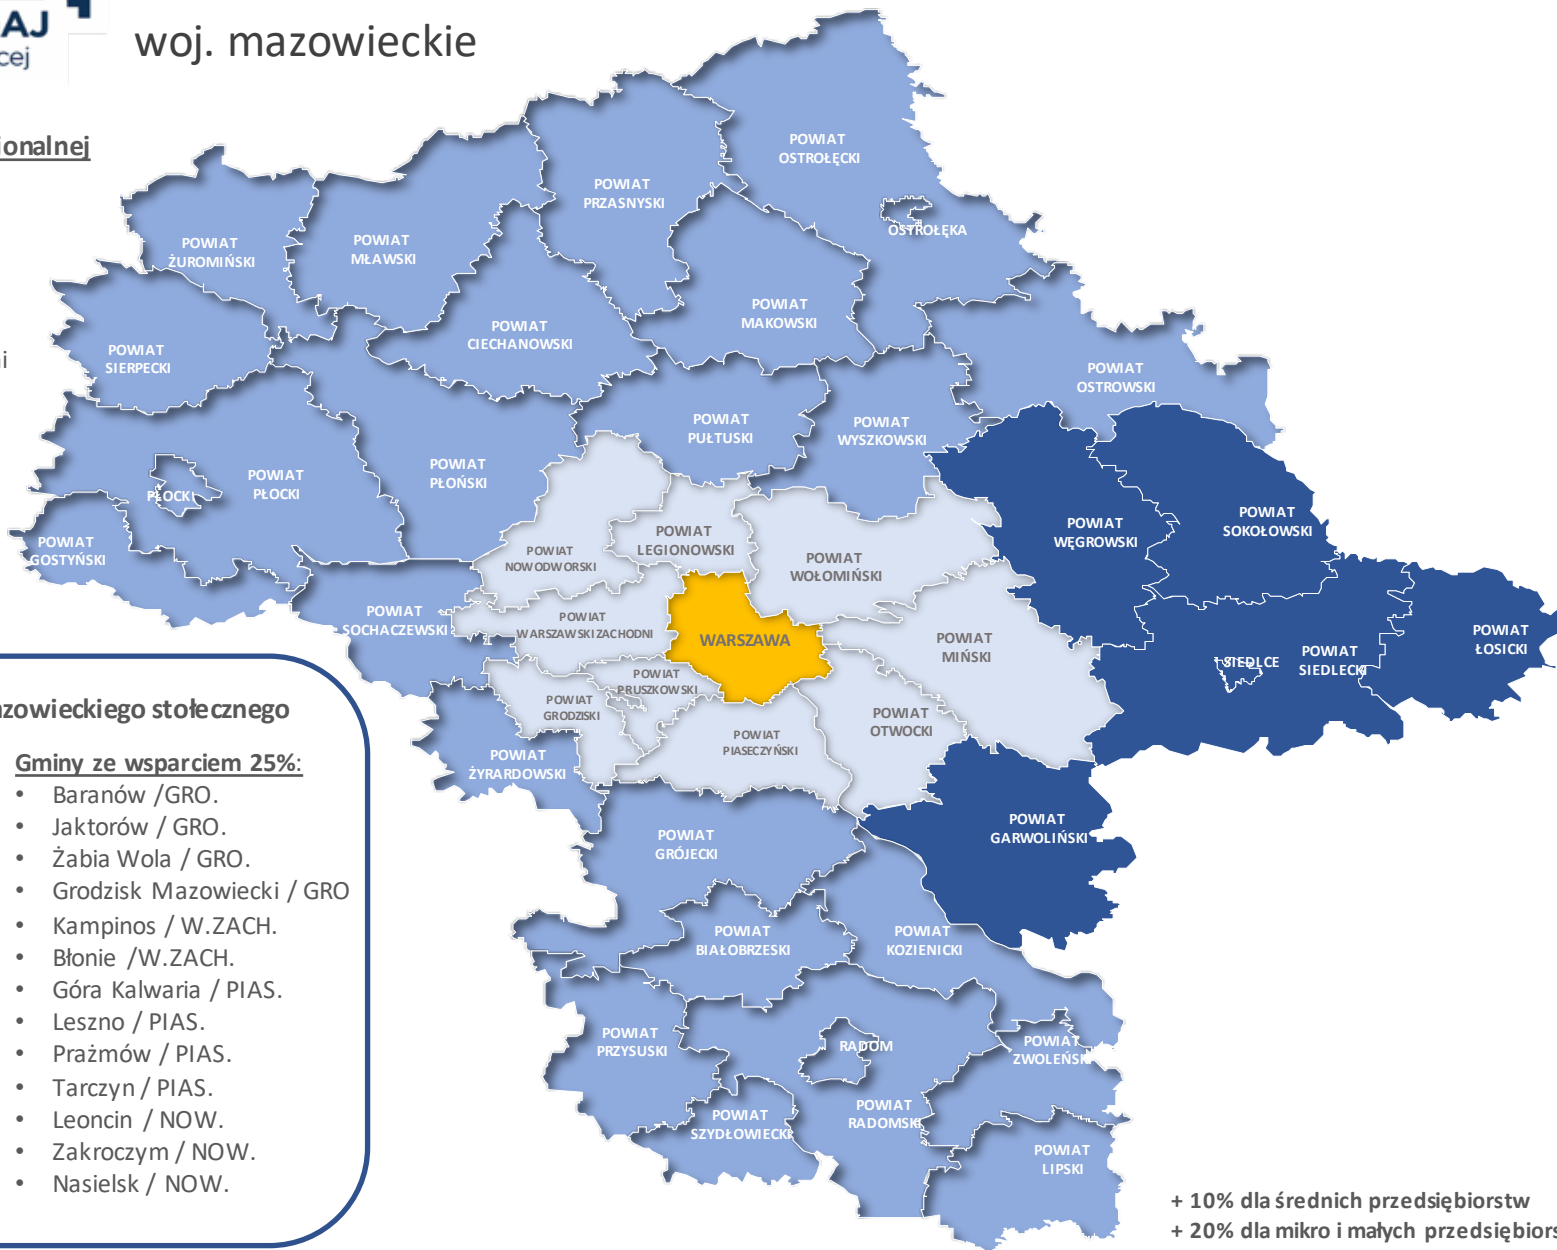 AJ
cej
woj. mazowieckie
ionalnej
ni
POWIAT
OSTROŁĘCKI
POWIAT
PRZASNYSKI
OSTROŁĘKA
POWIAT
ŻUROMIŃSKI
POWIAT
MŁAWSKI
POWIAT
MAKOWSKI
POWIAT
CIECHANOWSKI
POWIAT
SIERPECKI
POWIAT
OSTROWSKI
POWIAT
PUŁTUSKI
POWIAT
WYSZKOWSKI
POWIAT
PŁOŃSKI
POWIAT
PŁOCKI
PŁOCK
POWIAT
GOSTYŃSKI
POWIAT
NOWODWORSKI
POWIAT
LEGIONOWSKI
POWIAT
WOŁOMIŃSKI
POWIAT
WĘGROWSKI
POWIAT
SOKOŁOWSKI
POWIAT
SOCHACZEWSKI
POWIAT
WARSZAWSKI ZACHODNI
WARSZAWA
POWIAT
MIŃSKI
POWIAT
ŁOSICKI
SIEDLCE
POWIAT
SIEDLECKI
POWIAT
PRUSZKOWSKI
POWIAT
GRODZISKI
POWIAT
OTWOCKI
POWIAT
PIASECZYŃSKI
POWIAT
ŻYRARDOWSKI
POWIAT
GARWOLIŃSKI
POWIAT
GRÓJECKI
POWIAT
BIAŁOBRZESKI
POWIAT
KOZIENICKI
POWIAT
PRZYSUSKI
RADOM
POWIAT
ZWOLEŃSKI
POWIAT
RADOMSKI
POWIAT
SZYDŁOWIECKI
POWIAT
LIPSKI
azowieckiego stołecznego
Gminy ze wsparciem 25%:
• Baranów /GRO.
• Jaktorów / GRO.
• Żabia Wola / GRO.
• Grodzisk Mazowiecki / GRO
• Kampinos / W.ZACH.
• Błonie /W.ZACH.
• Góra Kalwaria / PIAS.
• Leszno / PIAS.
• Prażmów / PIAS.
• Tarczyn / PIAS.
• Leoncin / NOW.
• Zakroczym / NOW.
• Nasielsk / NOW.
+ 10% dla średnich przedsiębiorstw
+ 20% dla mikro i małych przedsiębiors